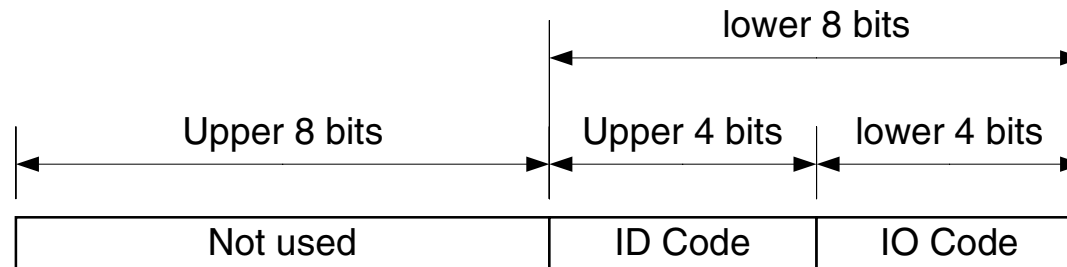 lower 8 bits
Upper 8 bits Upper 4 bits lower 4 bits
Not used ID Code IO Code